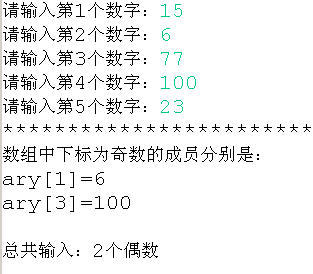 请输入第1个数字：15
请输入第2个数字：6
请输入第3个数字：77
请输入第4个数字：100
请输入第5个数字：23
************************
数组中下标为奇数的成员分别是：
ary[1]=6
ary[3]=100
总共输入：2个偶数